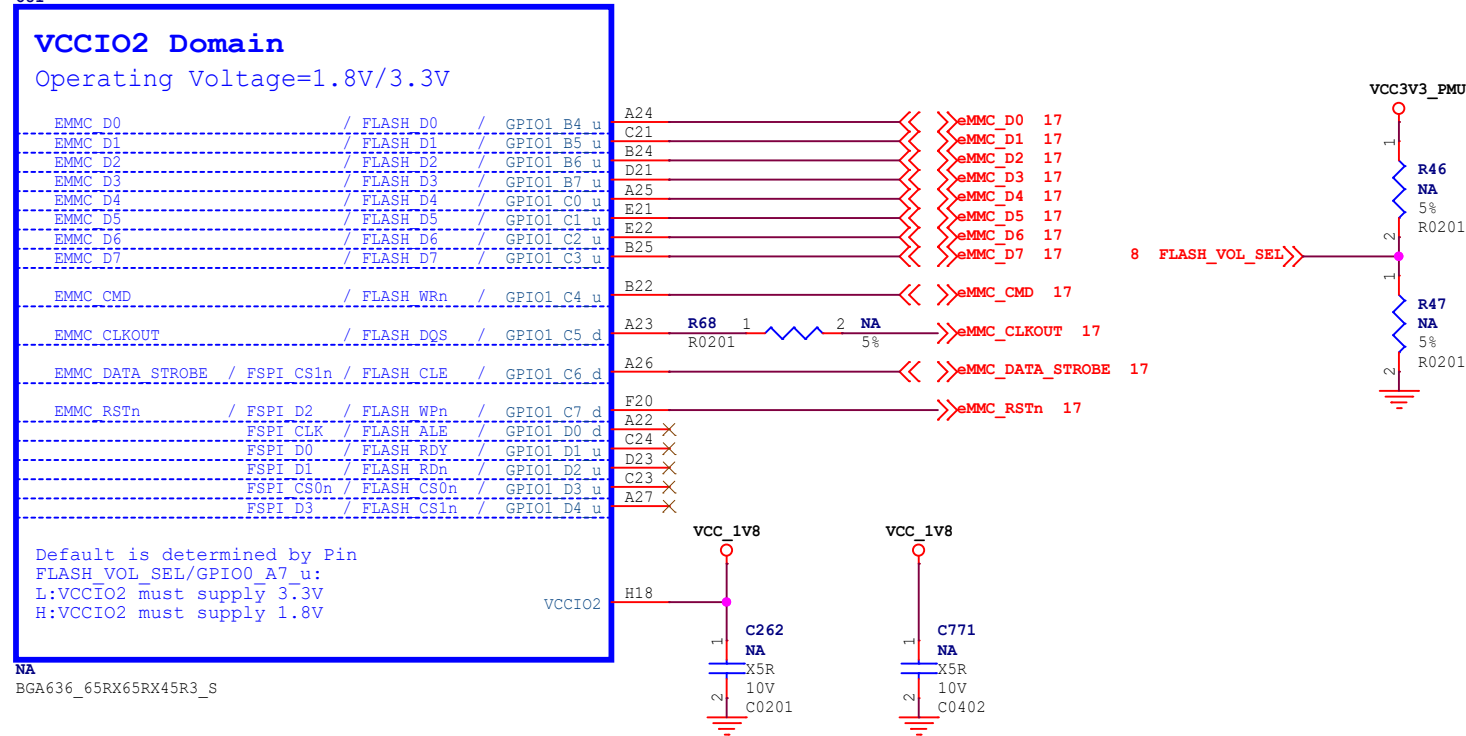 VCCIO2 Domain
Operating Voltage=1.8V/3.3V
EMMC_D0 / FLASH_D0 / GPIO1_B4_u A24 eMMC_D0 17
EMMC_D1 / FLASH_D1 / GPIO1_B5_u C21 eMMC_D1 17
EMMC_D2 / FLASH_D2 / GPIO1_B6_u B24 eMMC_D2 17
EMMC_D3 / FLASH_D3 / GPIO1_B7_u D21 eMMC_D3 17
EMMC_D4 / FLASH_D4 / GPIO1_C0_u A25 eMMC_D4 17
EMMC_D5 / FLASH_D5 / GPIO1_C1_u E21 eMMC_D5 17
EMMC_D6 / FLASH_D6 / GPIO1_C2_u E22 eMMC_D6 17
EMMC_D7 / FLASH_D7 / GPIO1_C3_u B25 eMMC_D7 17
EMMC_CMD / FLASH_WRn / GPIO1_C4_u B22 eMMC_CMD 17
EMMC_CLKOUT / FLASH_DQS / GPIO1_C5_d A23 R68 1 2 NA eMMC_CLKOUT 17
R0201 5%
EMMC_DATA_STROBE / FSPI_CS1n / FLASH_CLE / GPIO1_C6_d A26 eMMC_DATA_STROBE 17
EMMC_RSTn / FSPI_D2 / FLASH_WPn / GPIO1_C7_d F20 eMMC_RSTn 17
FSPI_CLK / FLASH_ALE / GPIO1_D0_d A22
FSPI_D0 / FLASH_RDY / GPIO1_D1_u C24
FSPI_D1 / FLASH_RDn / GPIO1_D2_u D23
FSPI_CS0n / FLASH_CS0n / GPIO1_D3_u C23
FSPI_D3 / FLASH_CS1n / GPIO1_D4_u A27
Default is determined by Pin
FLASH_VOL_SEL/GPIO0_A7_u:
L:VCCIO2 must supply 3.3V
H:VCCIO2 must supply 1.8V
VCCIO2 H18
NA
BGA636_65RX65RX45R3_S
VCC_1V8
1
C262
NA
X5R
10V
2
C0201
VCC_1V8
1
C771
NA
X5R
10V
2
C0402
VCC3V3_PMU
1
R46
NA
5%
R0201
2
8 FLASH_VOL_SEL
1
R47
NA
5%
R0201
2